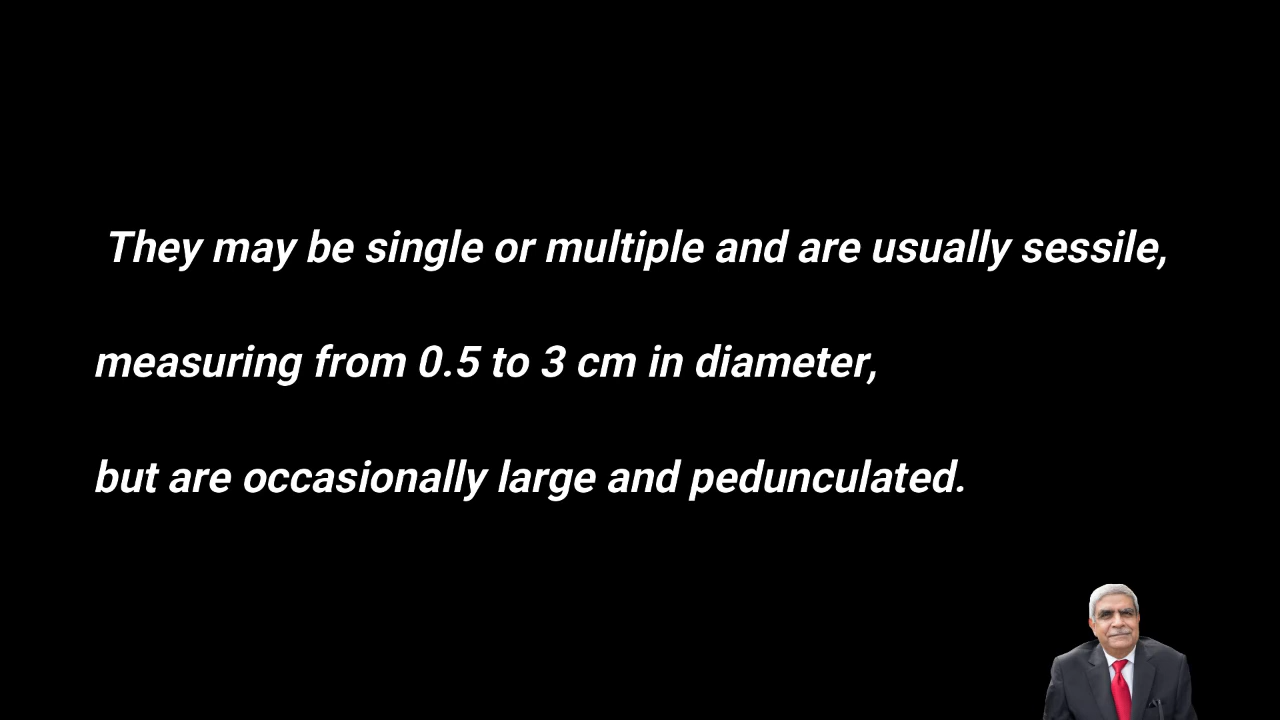 They may be single or multiple and are usually sessile,
measuring from 0.5 to 3 cm in diameter,
but are occasionally large and pedunculated.